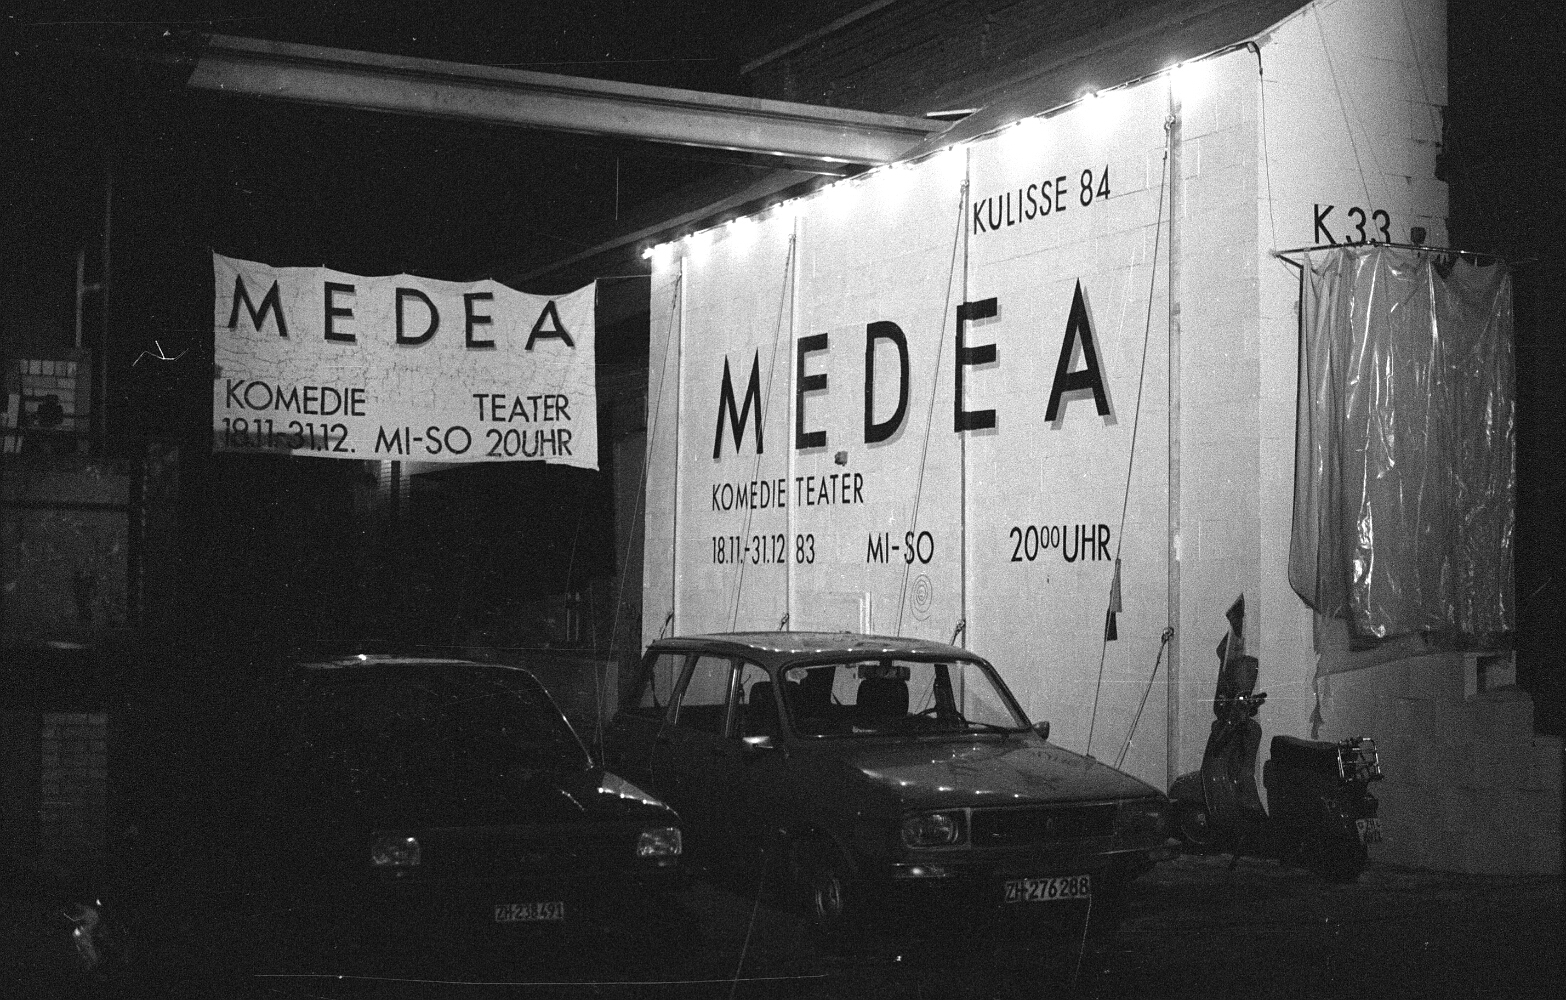 MEDEA
KOMEDIE TEATER
18.11.-31.12. MI-SO 20UHR
KULISSE 84
MEDEA
KOMEDIE TEATER
18.11.-31.12 83 MI-SO 20⁰⁰UHR
K 33
ZH·238491
ZH·276288